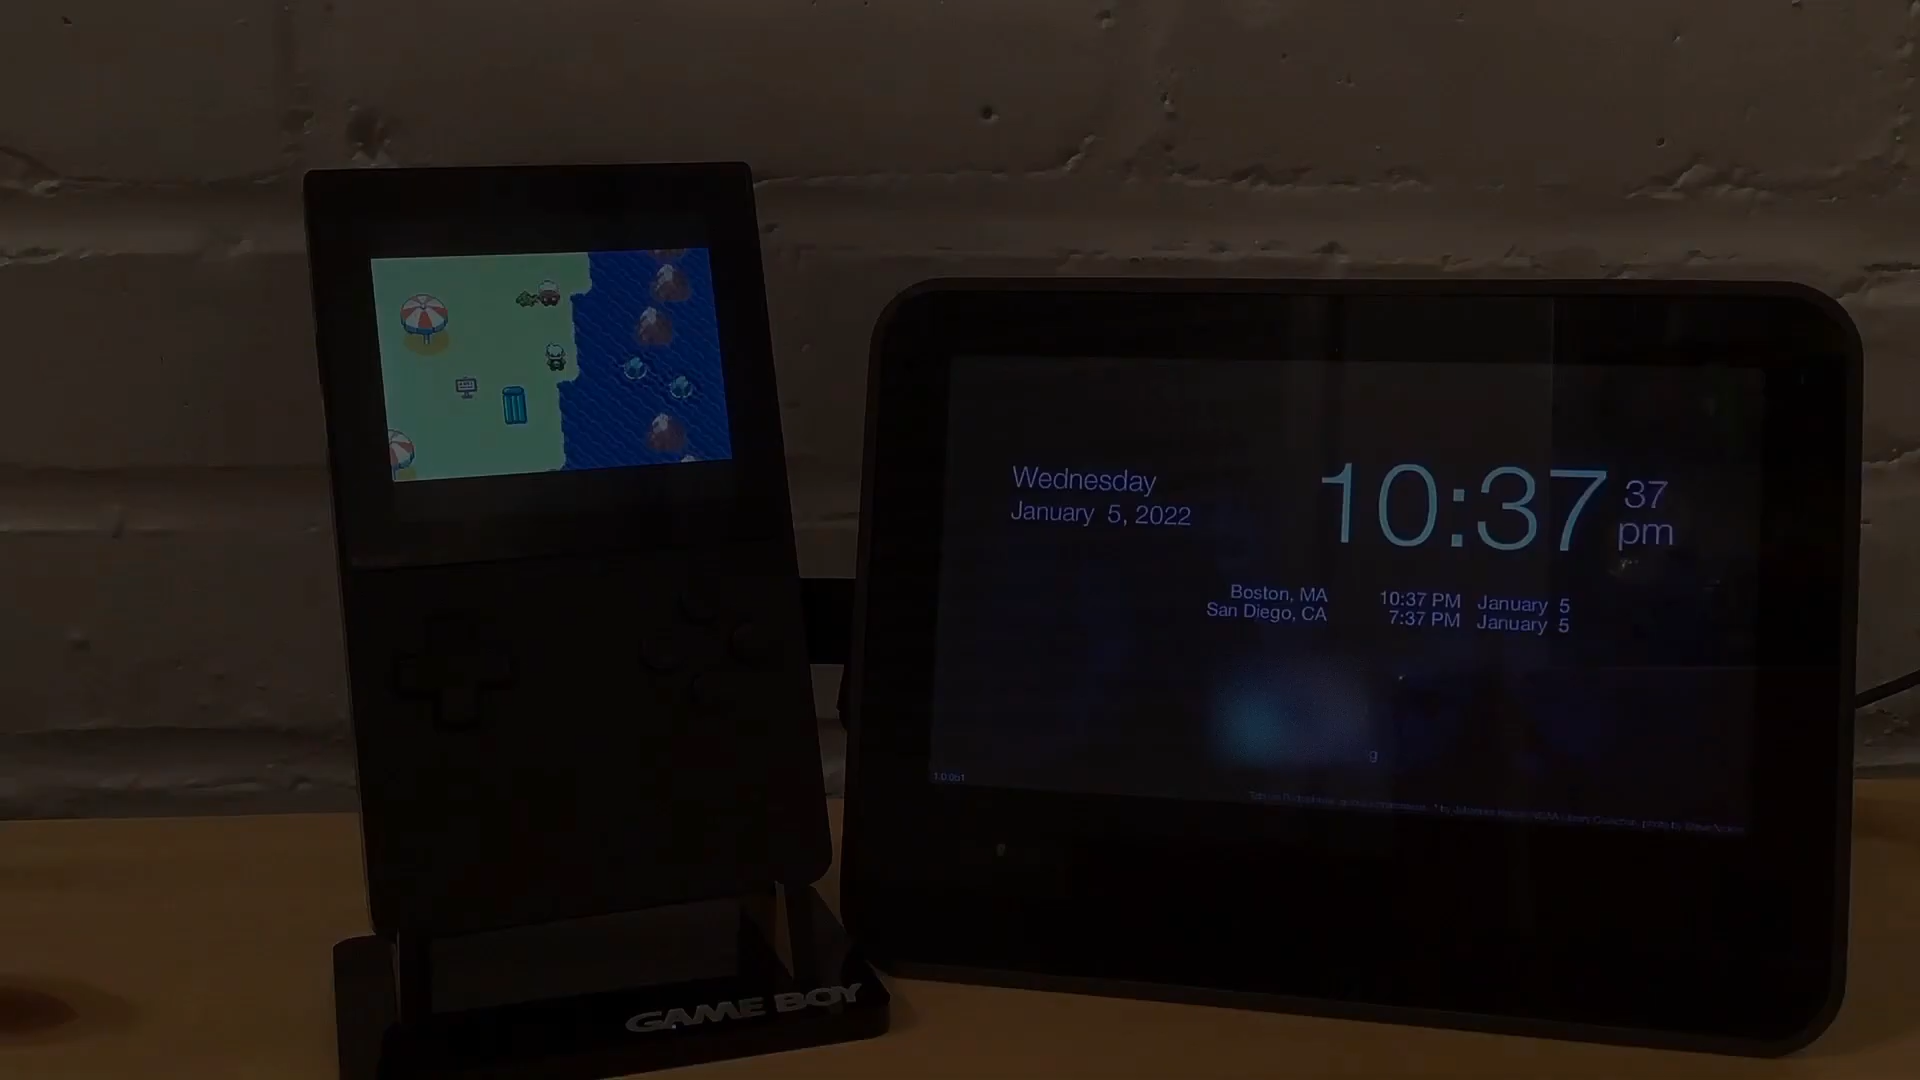 Wednesday
January 5, 2022
10:37 37 pm
Boston, MA 10:37 PM January 5
San Diego, CA 7:37 PM January 5
g
GAME BOY